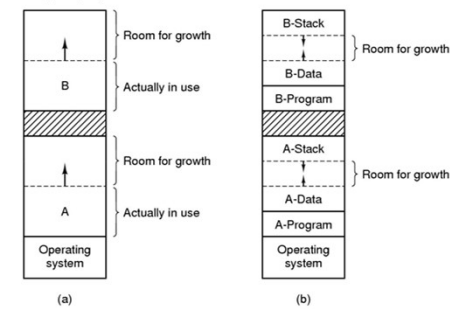 Room for growth
B
Actually in use
Room for growth
A
Actually in use
Operating
system
(a)
B-Stack
Room for growth
B-Data
B-Program
A-Stack
Room for growth
A-Data
A-Program
Operating
system
(b)